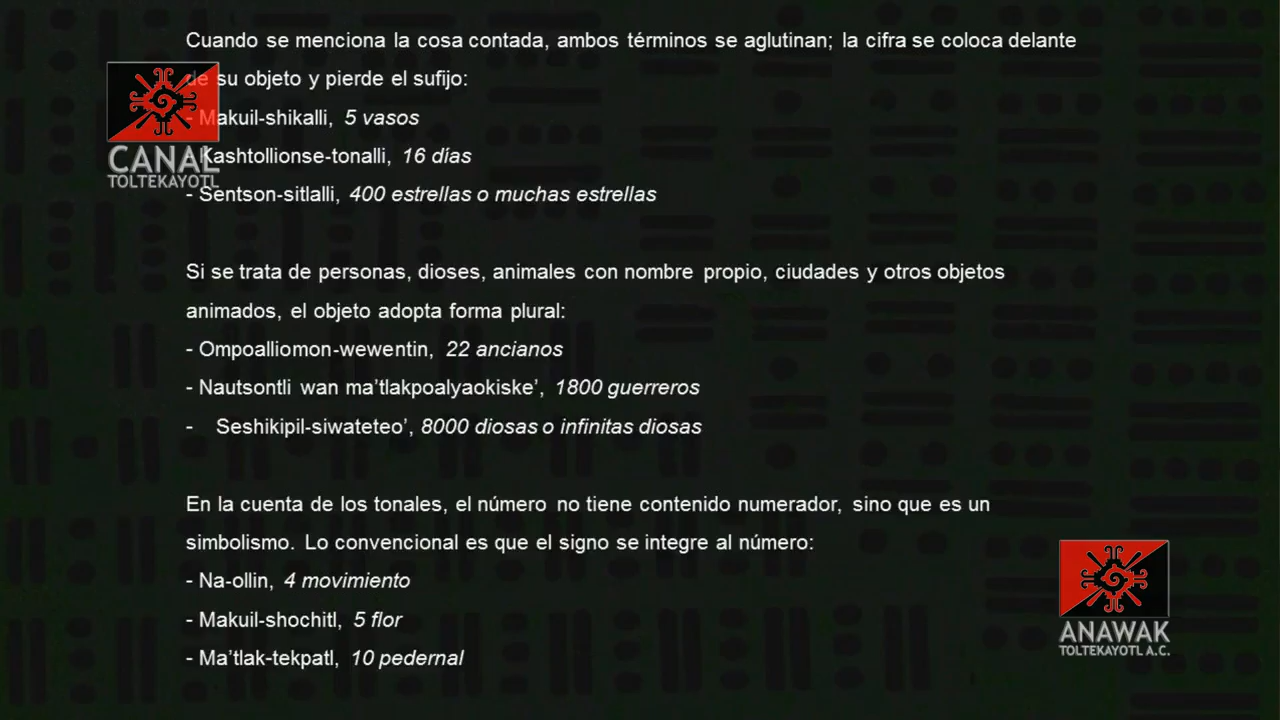 Cuando se menciona la cosa contada, ambos términos se aglutinan; la cifra se coloca delante
de su objeto y pierde el sufijo:
- Makuil-shikalli, 5 vasos
- Kashtollionse-tonalli, 16 días
- Sentson-sitlalli, 400 estrellas o muchas estrellas
CANAL
TOLTEKAYOTL
Si se trata de personas, dioses, animales con nombre propio, ciudades y otros objetos
animados, el objeto adopta forma plural:
- Ompoalliomon-wewentin, 22 ancianos
- Nautsontli wan ma’tlakpoalyaokiske’, 1800 guerreros
- Seshikipil-siwateteo’, 8000 diosas o infinitas diosas
En la cuenta de los tonales, el número no tiene contenido numerador, sino que es un
simbolismo. Lo convencional es que el signo se integre al número:
- Na-ollin, 4 movimiento
- Makuil-shochitl, 5 flor
- Ma’tlak-tekpatl, 10 pedernal
ANAWAK
TOLTEKAYOTL A.C.